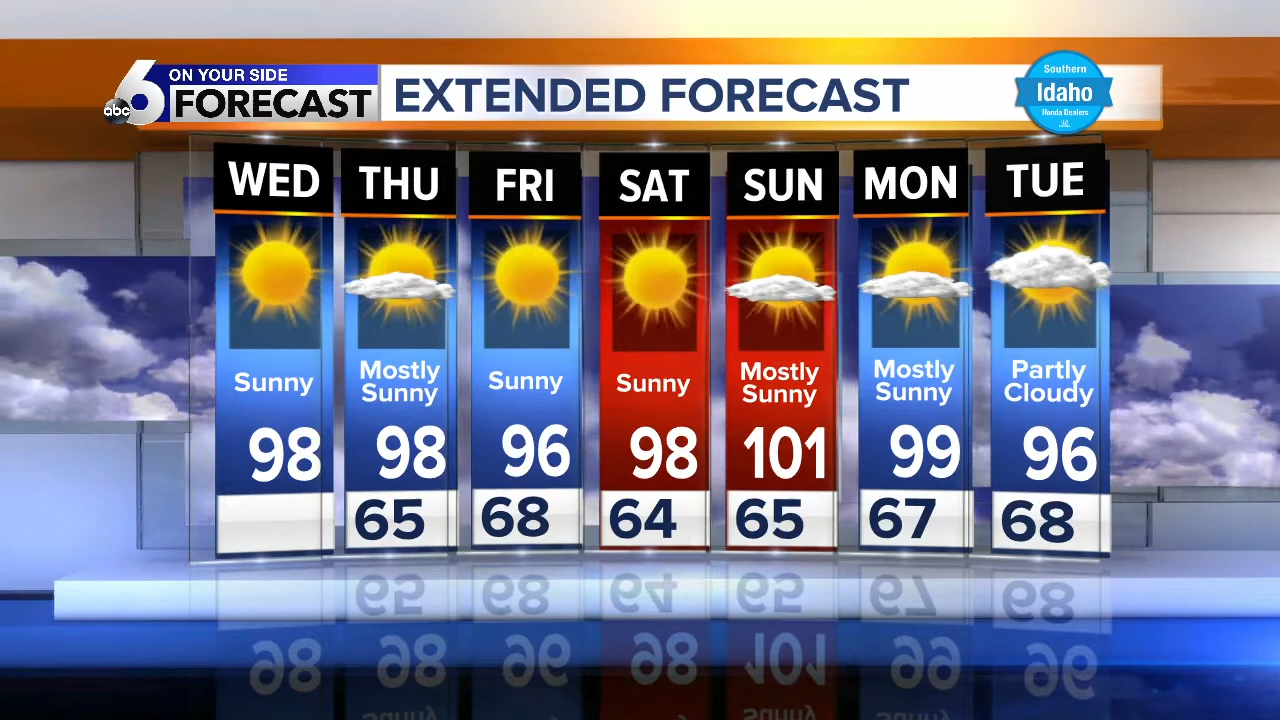 abc 6 ON YOUR SIDE
FORECAST
EXTENDED FORECAST
Southern
Idaho
Honda Dealers
WED THU FRI SAT SUN MON TUE
Sunny
Mostly
Sunny
Sunny
Sunny
Mostly
Sunny
Mostly
Sunny
Partly
Cloudy
98 98 96 98 101 99 96
65 68 64 65 67 68